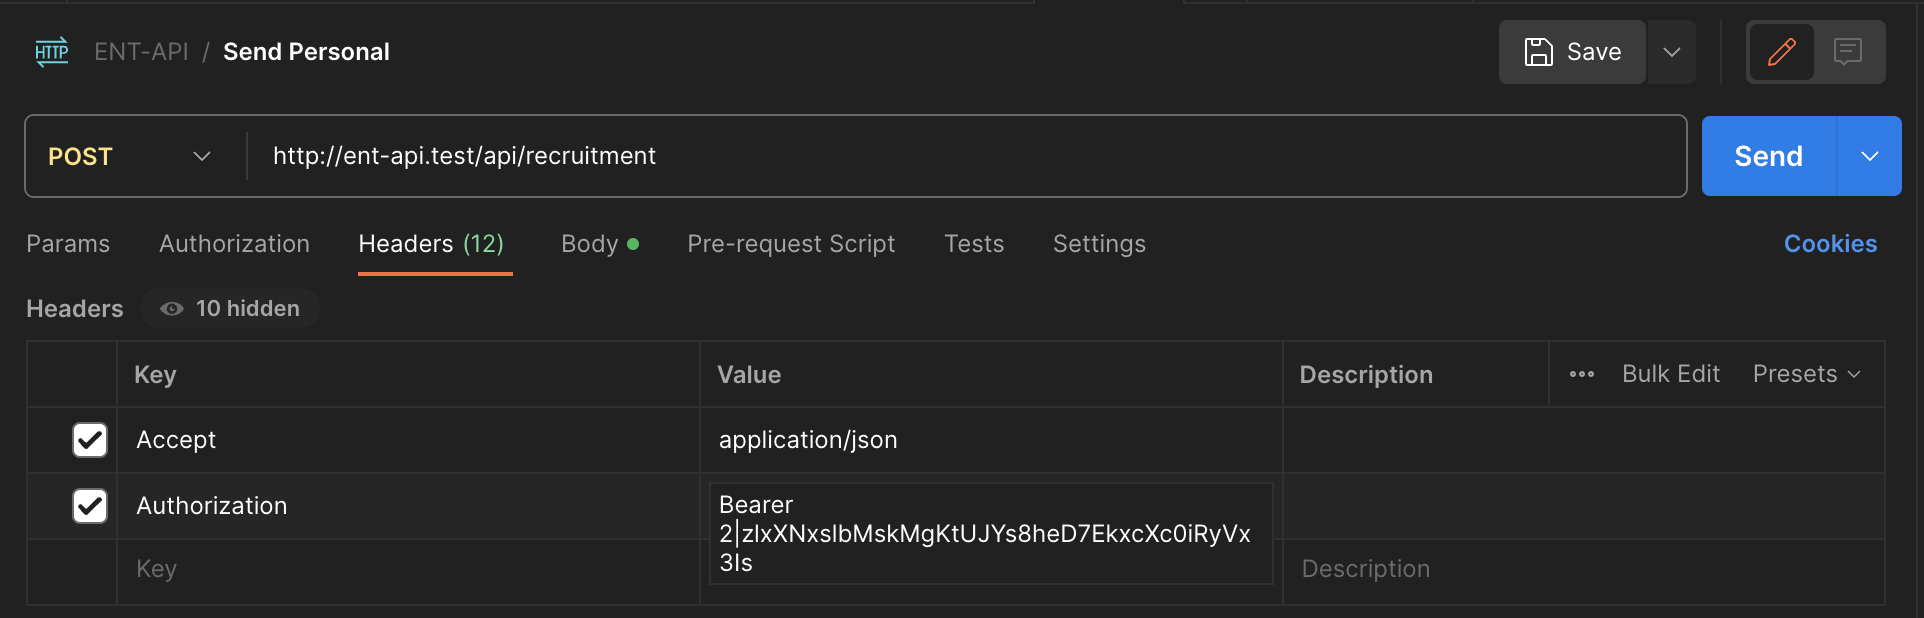 HTTP ENT-API / Send Personal
Save
POST
http://ent-api.test/api/recruitment
Send
Params Authorization Headers (12) Body Pre-request Script Tests Settings Cookies
Headers 10 hidden
Key Value Description ••• Bulk Edit Presets
Accept application/json
Authorization Bearer
2|zlxXNxslbMskMgKtUJYs8heD7EkxcXc0iRyVx
3ls
Key Description